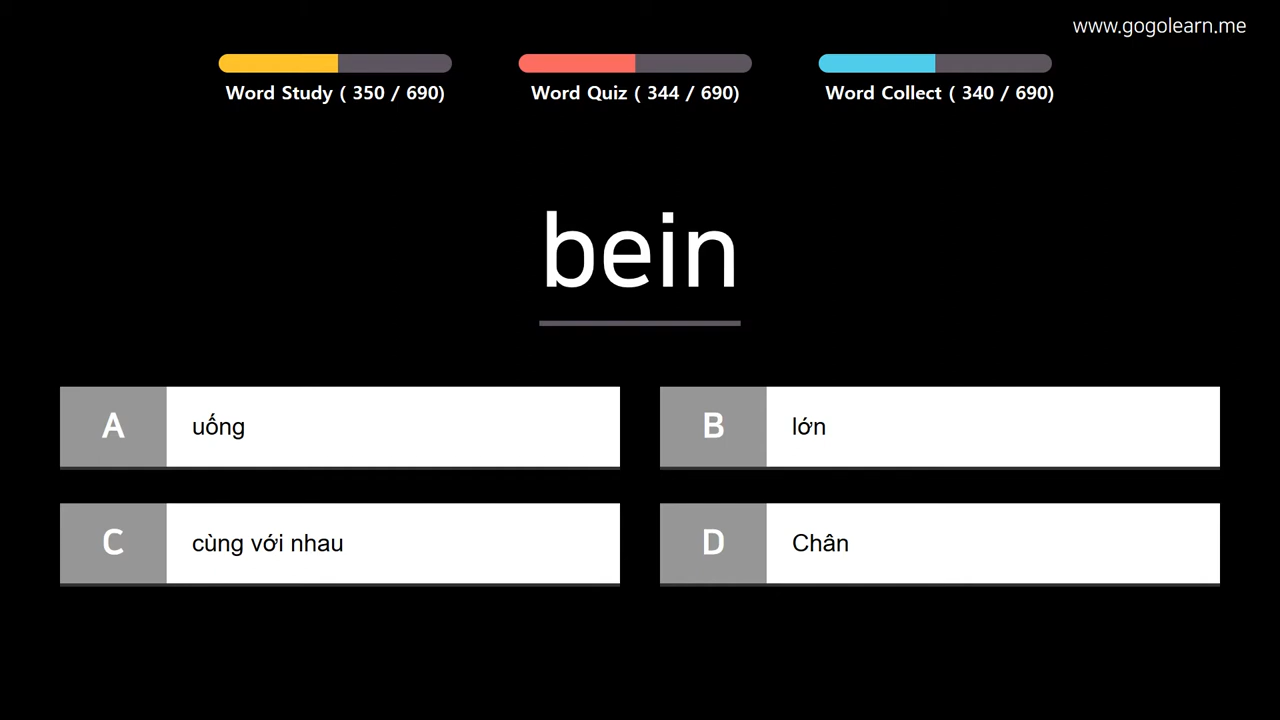 www.gogolearn.me
Word Study ( 350 / 690)
Word Quiz ( 344 / 690)
Word Collect ( 340 / 690)
bein
A uống
B lớn
C cùng với nhau
D Chân